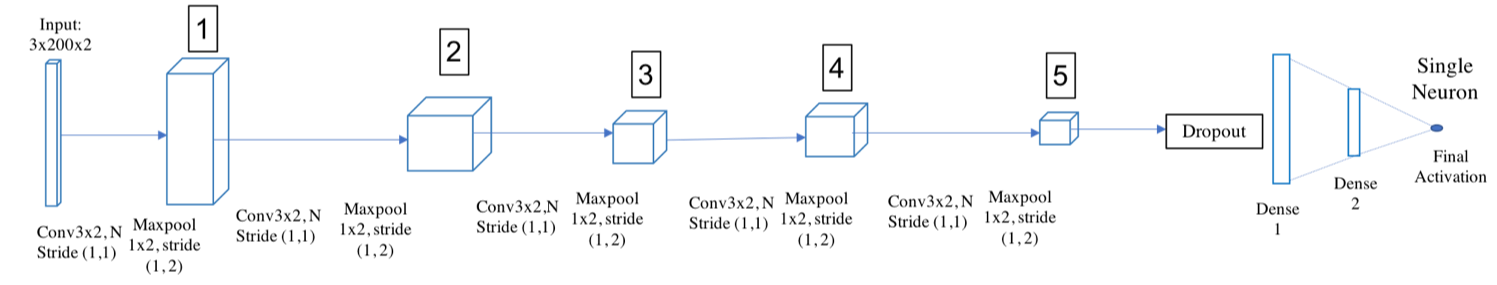 Input:
3x200x2
1
2
3
4
5
Dropout
Single
Neuron
Final
Activation
Dense
2
Dense
1
Conv3x2, N
Stride (1,1)
Maxpool
1x2, stride
(1,2)
Conv3x2, N
Stride (1,1)
Maxpool
1x2, stride
(1,2)
Conv3x2,N
Stride (1,1)
Maxpool
1x2, stride
(1,2)
Conv3x2, N
Stride (1,1)
Maxpool
1x2, stride
(1,2)
Conv3x2, N
Stride (1,1)
Maxpool
1x2, stride
(1,2)